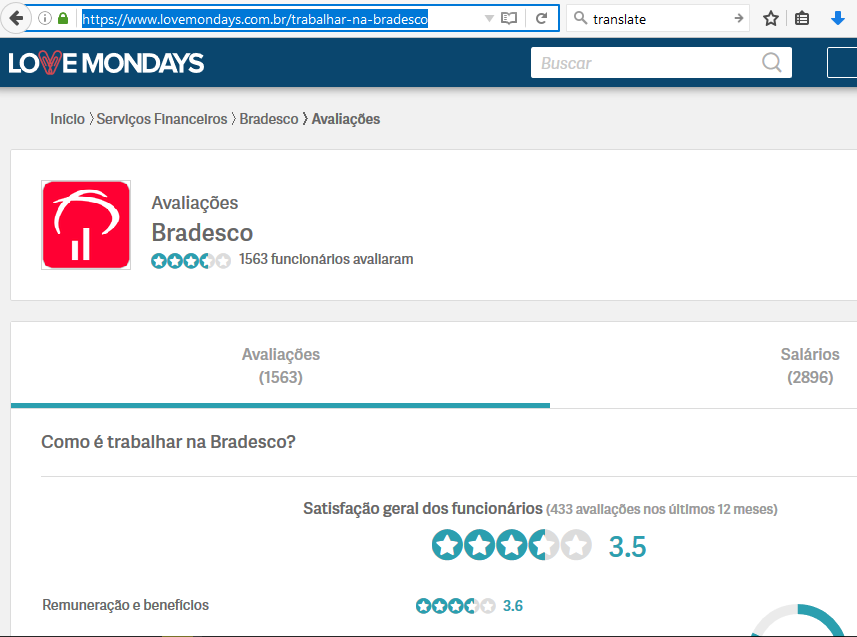 https://www.lovemondays.com.br/trabalhar-na-bradesco
translate
LOVE MONDAYS
Buscar
Início 〉Serviços Financeiros 〉Bradesco 〉Avaliações
Avaliações
Bradesco
1563 funcionários avaliaram
Avaliações
(1563)
Salários
(2896)
Como é trabalhar na Bradesco?
Satisfação geral dos funcionários (433 avaliações nos últimos 12 meses)
3.5
Remuneração e benefícios 3.6